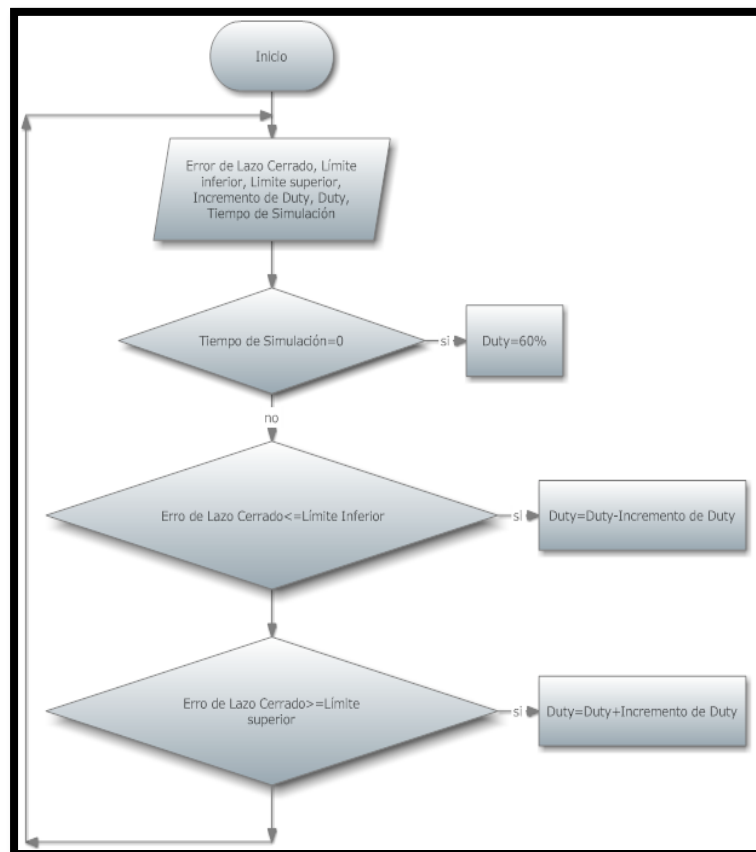 Inicio
Error de Lazo Cerrado, Límite
inferior, Limite superior,
Incremento de Duty, Duty,
Tiempo de Simulación
Tiempo de Simulación=0
si
Duty=60%
no
Erro de Lazo Cerrado<=Límite Inferior
si
Duty=Duty-Incremento de Duty
Erro de Lazo Cerrado>=Límite
superior
si
Duty=Duty+Incremento de Duty